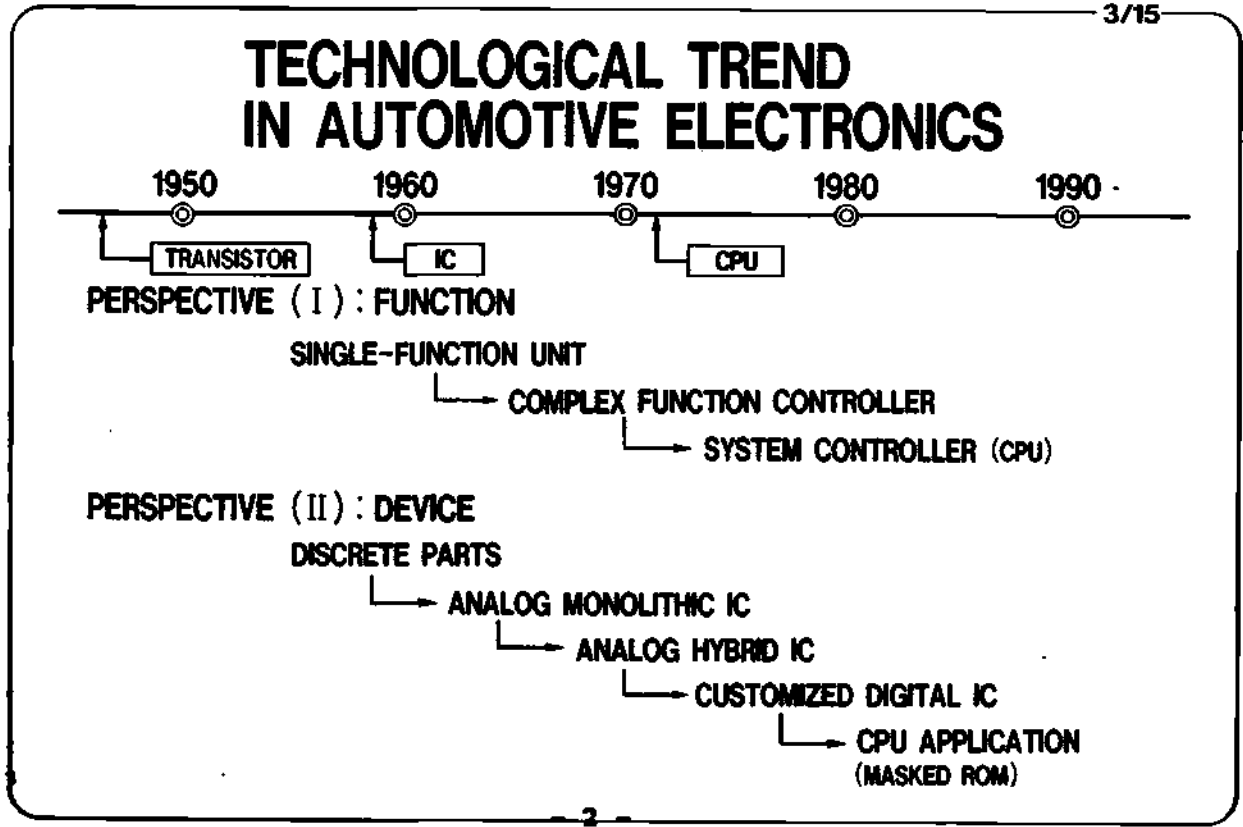 3/15
TECHNOLOGICAL TREND
IN AUTOMOTIVE ELECTRONICS
1950 1960 1970 1980 1990
TRANSISTOR IC CPU
PERSPECTIVE (I) : FUNCTION
SINGLE-FUNCTION UNIT
COMPLEX FUNCTION CONTROLLER
SYSTEM CONTROLLER (CPU)
PERSPECTIVE (II) : DEVICE
DISCRETE PARTS
ANALOG MONOLITHIC IC
ANALOG HYBRID IC
CUSTOMIZED DIGITAL IC
CPU APPLICATION
(MASKED ROM)
- 2 -